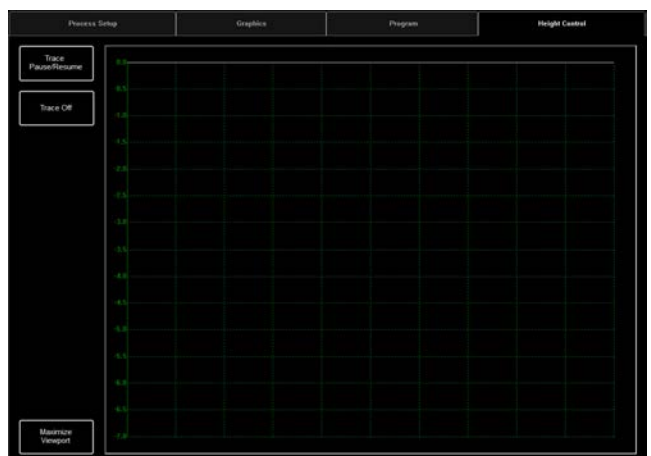 Process Setup
Graphics
Program
Height Control
Trace
Pause/Resume
Trace Off
0.0
-0.5
-1.0
-1.5
-2.0
-2.5
-3.0
-3.5
-4.0
-4.5
-5.0
-5.5
-6.0
-6.5
-7.0
Maximize
Viewport